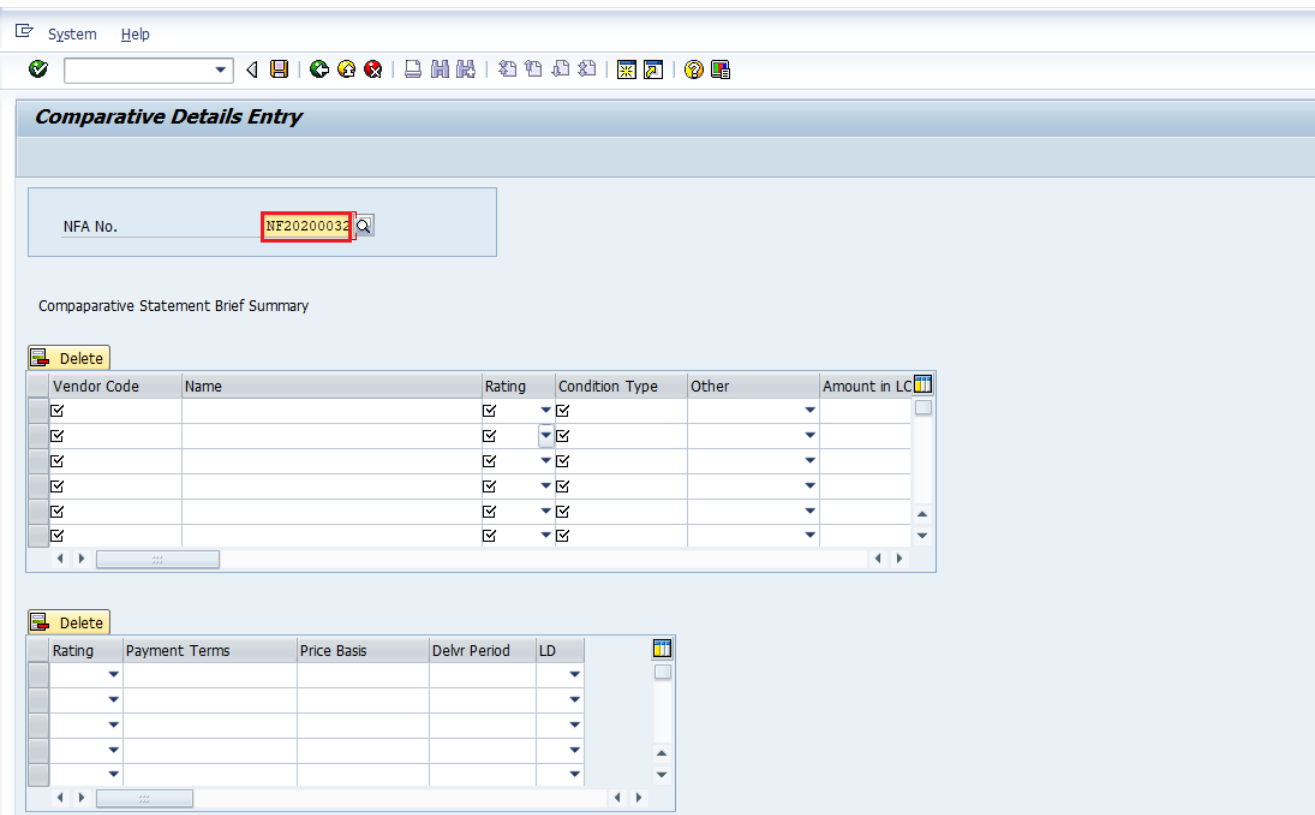 System Help
Comparative Details Entry
NFA No. NF20200032
Compaparative Statement Brief Summary
Delete
Vendor Code Name Rating Condition Type Other Amount in LC
Delete
Rating Payment Terms Price Basis Delvr Period LD